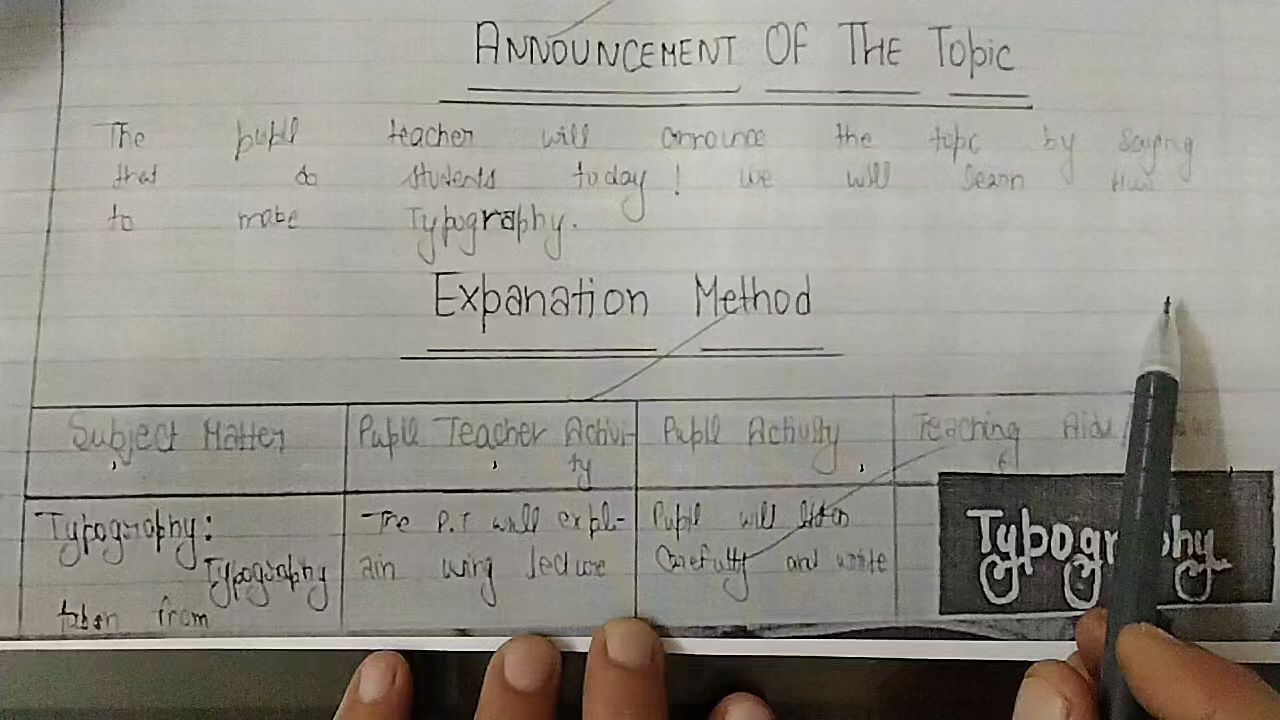 ANNOUNCEMENT OF THE Topic
The pupil teacher will announce the topic by saying
that so students today! we will learn
to make Typography.
Expanation Method
Subject Matter
Pupil Teacher Activi-
ty
Pupil Activity
Teaching Aids
Typography:
Typography
taken from
The P.T will expl-
ain using lecture
Pupil will listen
Carefully and write
Typography